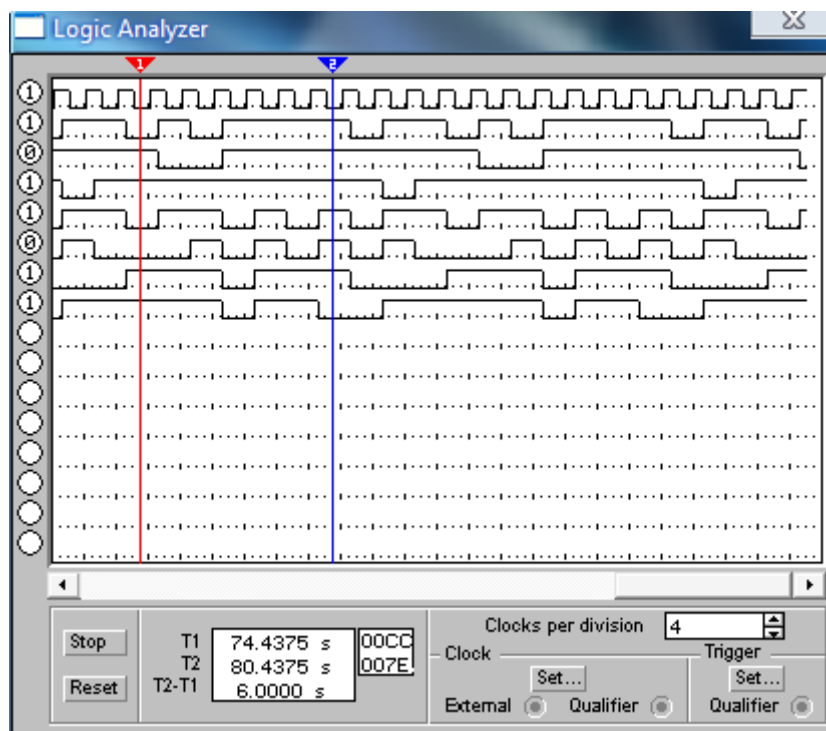 Logic Analyzer
1 2
1
1
0
1
1
0
1
1
Stop
Reset
T1 74.4375 s 00CC
T2 80.4375 s 007E
T2-T1 6.0000 s
Clocks per division 4
Clock
Set...
External Qualifier
Trigger
Set...
Qualifier